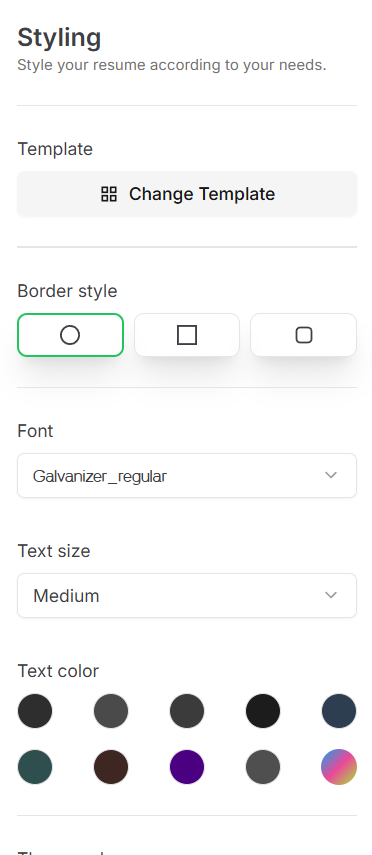 Styling
Style your resume according to your needs.
Template
Change Template
Border style
Font
Galvanizer_regular
Text size
Medium
Text color